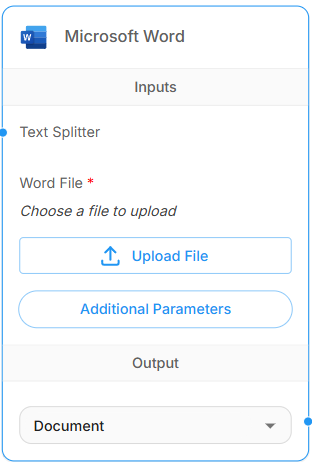 W
Microsoft Word
Inputs
Text Splitter
Word File *
Choose a file to upload
Upload File
Additional Parameters
Output
Document